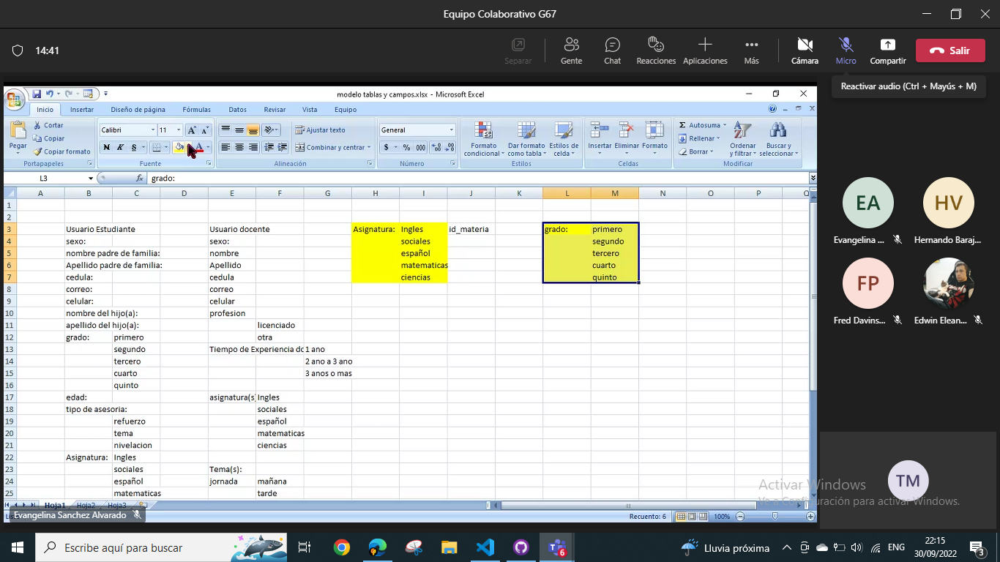 Equipo Colaborativo G67
14:41
Separar
Gente
Chat
Reacciones
Aplicaciones
Más
Cámara
Micro
Compartir
Salir
Reactivar audio (Ctrl + Mayús + M)
modelo tablas y campos.xlsx - Microsoft Excel
Inicio Insertar Diseño de página Fórmulas Datos Revisar Vista Equipo
Pegar
Cortar
Copiar
Copiar formato
Portapapeles
Calibri 11
N K S
Fuente
Ajustar texto
Combinar y centrar
Alineación
General
$ % 000
Número
Formato condicional
Dar formato como tabla
Estilos de celda
Estilos
Insertar Eliminar Formato
Celdas
Autosuma
Rellenar
Borrar
Ordenar y filtrar
Buscar y seleccionar
Modificar
L3 fx grado:
A B C D E F G H I J K L M N O P Q
1
2
3 Usuario Estudiante Usuario docente Asignatura: Ingles id_materia grado: primero
4 sexo: sexo: sociales segundo
5 nombre padre de familia: nombre español tercero
6 Apellido padre de familia: Apellido matematicas cuarto
7 cedula: cedula ciencias quinto
8 correo: correo
9 celular: celular
10 nombre del hijo(a): profesion
11 apellido del hijo(a): licenciado
12 grado: primero otra
13 segundo Tiempo de Experiencia dc 1 ano
14 tercero 2 ano a 3 ano
15 cuarto 3 anos o mas
16 quinto
17 edad: asignatura(s) Ingles
18 tipo de asesoria: sociales
19 refuerzo español
20 tema matematicas
21 nivelacion ciencias
22 Asignatura: Ingles
23 sociales Tema(s):
24 español jornada mañana
25 matematicas tarde
Hoja1 Hoja2 Hoja3
Evangelina Sanchez Alvarado
Recuento: 6 100%
EA
Evangelina ...
HV
Hernando Baraj...
FP
Fred Davins...
Edwin Elean...
TM
Activar Windows
Ve a Configuración para activar Windows.
Escribe aquí para buscar
6
Lluvia próxima
ENG
22:15
30/09/2022
3